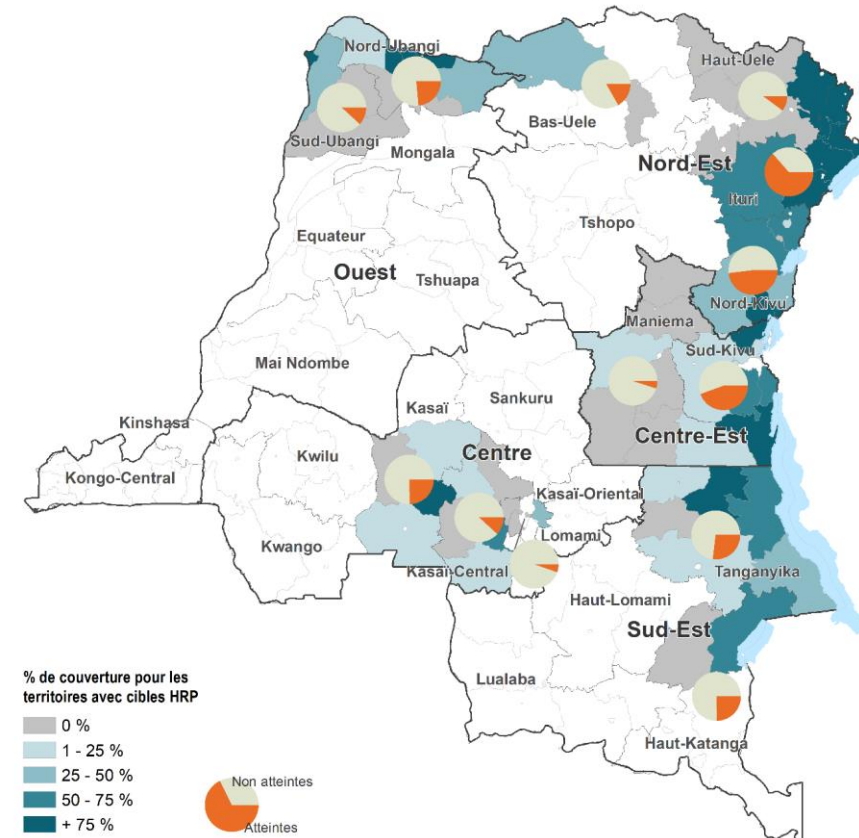 Nord-Ubangi
Haut-Uele
Sud-Ubangi
Bas-Uele
Mongala
Nord-Est
Ituri
Tshopo
Equateur
Ouest
Tshuapa
Nord-Kivu
Maniema
Sud-Kivu
Mai Ndombe
Sankuru
Kasaï
Kinshasa
Centre-Est
Kwilu
Centre
Kongo-Central
Kasaï-Oriental
Lomami
Kwango
Kasaï-Central
Tanganyika
Haut-Lomami
Sud-Est
Lualaba
Haut-Katanga
% de couverture pour les
territoires avec cibles HRP
0 %
1 - 25 %
25 - 50 %
50 - 75 %
+ 75 %
Non atteintes
Atteintes